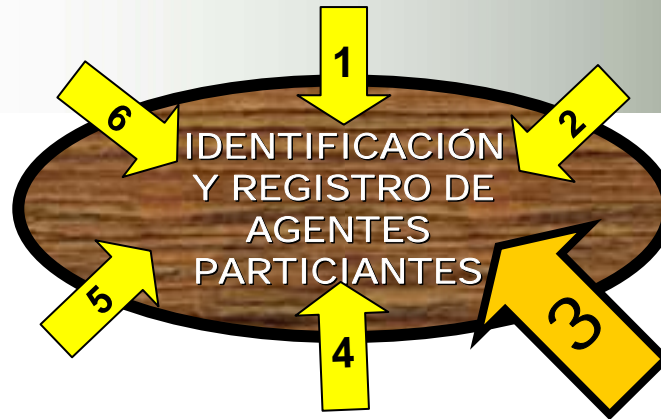 1
6
2
IDENTIFICACIÓN
Y REGISTRO DE
AGENTES
PARTICIANTES
5
3
4